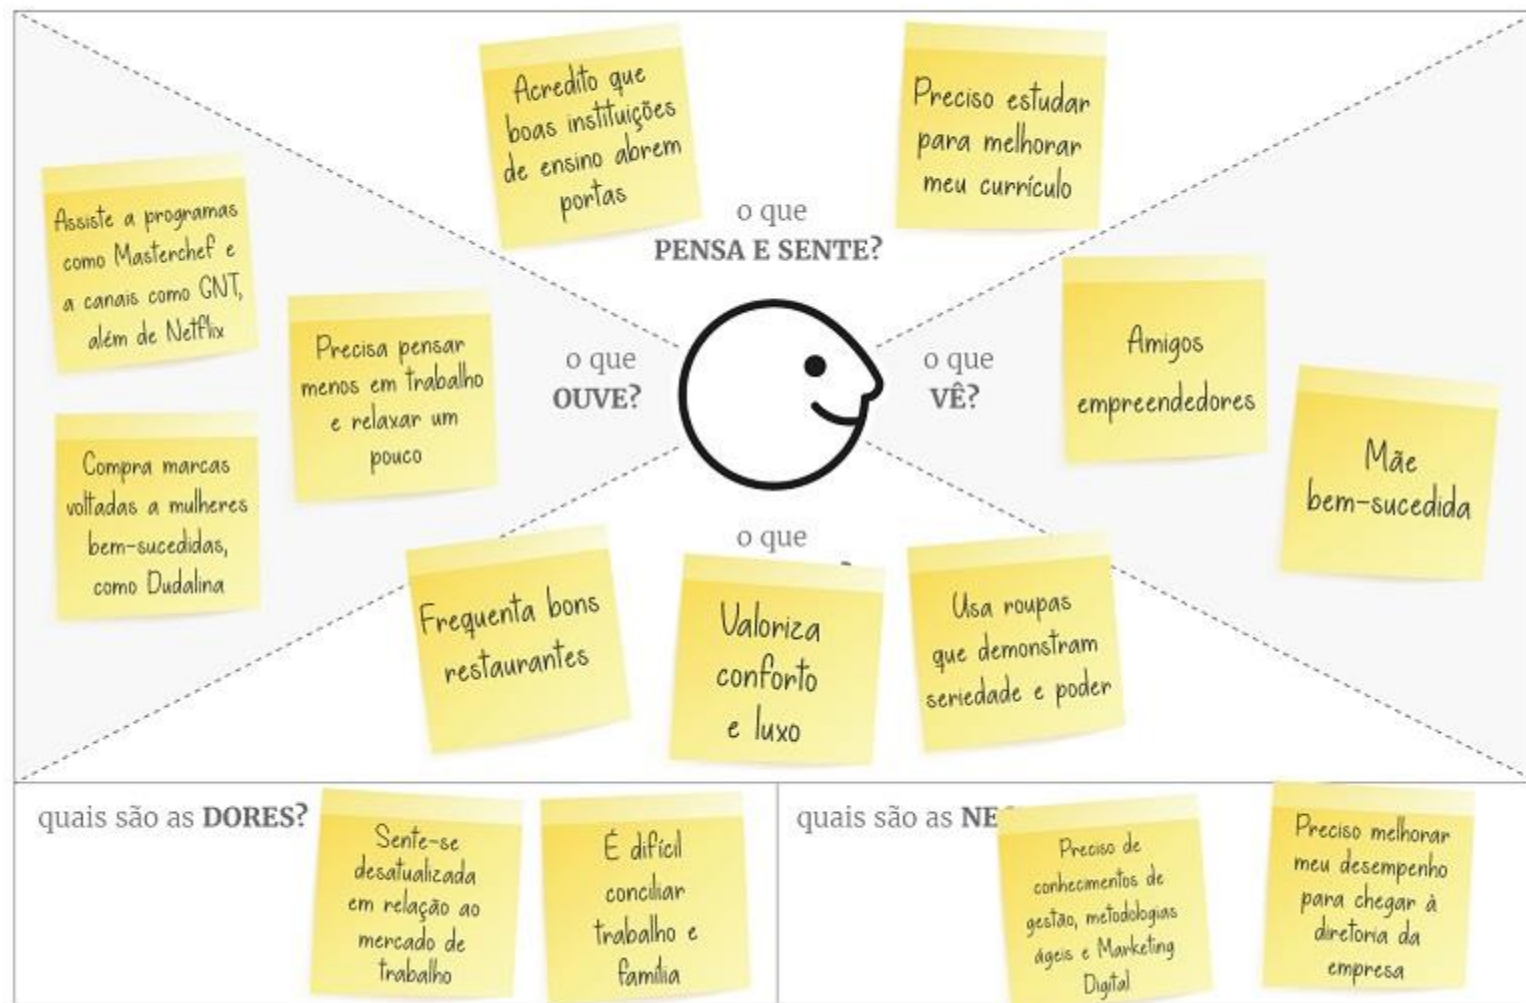 Acredito que
boas instituições
de ensino abrem
portas
Preciso estudar
para melhorar
meu currículo
o que
PENSA E SENTE?
Assiste a programas
como Masterchef e
a canais como GNT,
além de Netflix
Precisa pensar
menos em trabalho
e relaxar um
pouco
Compra marcas
voltadas a mulheres
bem-sucedidas,
como Dudalina
o que
OUVE?
o que
VÊ?
Amigos
empreendedores
Mãe
bem-sucedida
o que
Frequenta bons
restaurantes
Valoriza
conforto
e luxo
Usa roupas
que demonstram
seriedade e poder
quais são as DORES?
Sente-se
desatualizada
em relação ao
mercado de
trabalho
É difícil
conciliar
trabalho e
família
quais são as NE
Preciso de
conhecimentos de
gestão, metodologias
ágeis e Marketing
Digital
Preciso melhorar
meu desempenho
para chegar à
diretoria da
empresa